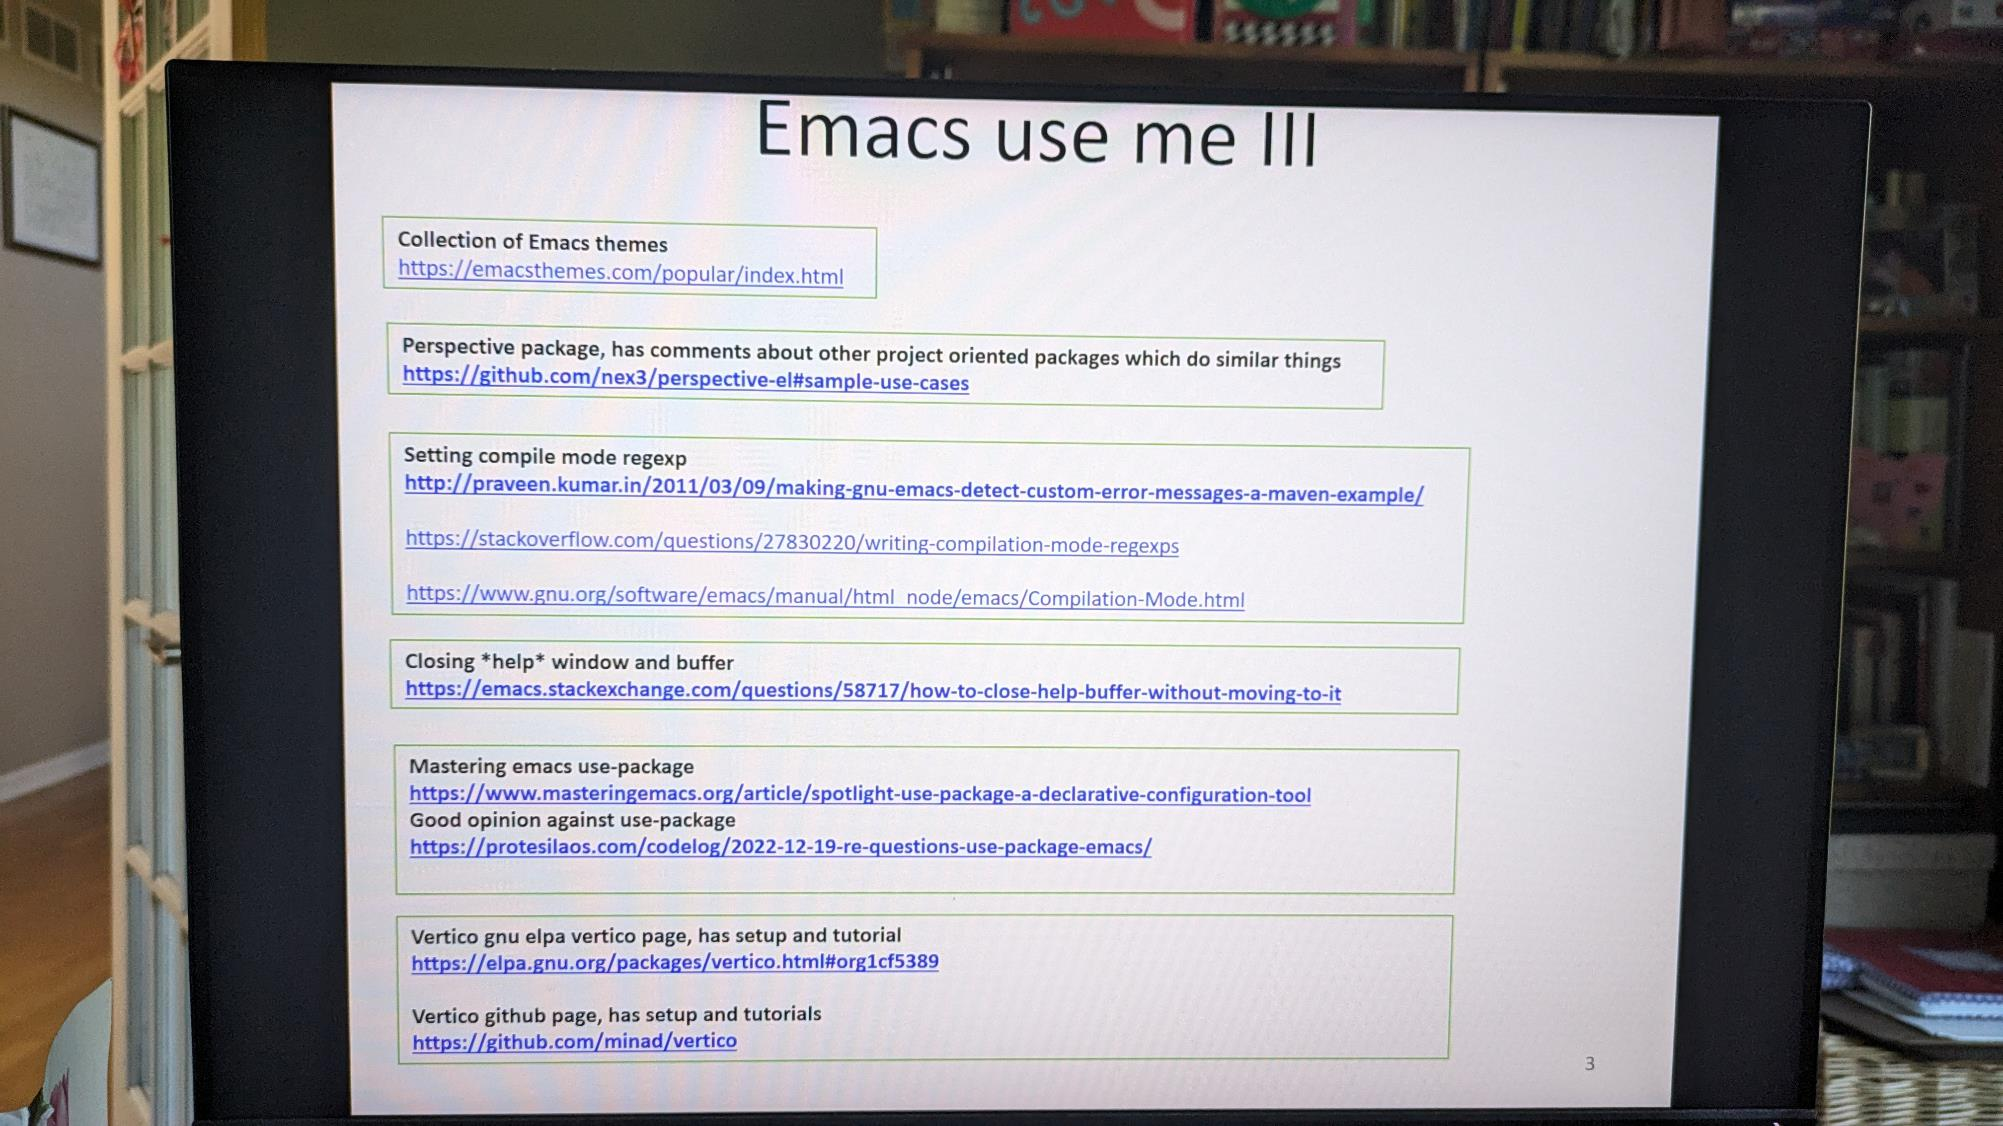 Emacs use me III
Collection of Emacs themes
https://emacsthemes.com/popular/index.html
Perspective package, has comments about other project oriented packages which do similar things
https://github.com/nex3/perspective-el#sample-use-cases
Setting compile mode regexp
http://praveen.kumar.in/2011/03/09/making-gnu-emacs-detect-custom-error-messages-a-maven-example/
https://stackoverflow.com/questions/27830220/writing-compilation-mode-regexps
https://www.gnu.org/software/emacs/manual/html_node/emacs/Compilation-Mode.html
Closing *help* window and buffer
https://emacs.stackexchange.com/questions/58717/how-to-close-help-buffer-without-moving-to-it
Mastering emacs use-package
https://www.masteringemacs.org/article/spotlight-use-package-a-declarative-configuration-tool
Good opinion against use-package
https://protesilaos.com/codelog/2022-12-19-re-questions-use-package-emacs/
Vertico gnu elpa vertico page, has setup and tutorial
https://elpa.gnu.org/packages/vertico.html#org1cf5389
Vertico github page, has setup and tutorials
https://github.com/minad/vertico
3